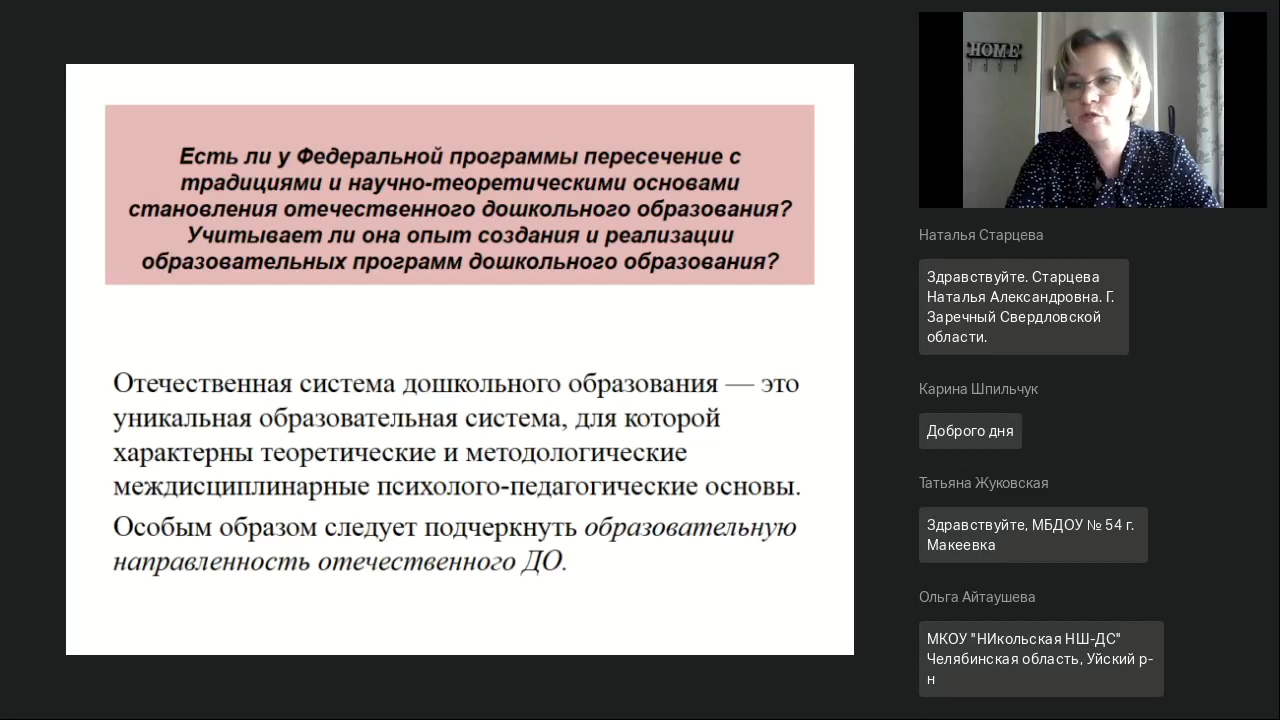 Есть ли у Федеральной программы пересечение с
традициями и научно-теоретическими основами
становления отечественного дошкольного образования?
Учитывает ли она опыт создания и реализации
образовательных программ дошкольного образования?
Отечественная система дошкольного образования — это
уникальная образовательная система, для которой
характерны теоретические и методологические
междисциплинарные психолого-педагогические основы.
Особым образом следует подчеркнуть образовательную
направленность отечественного ДО.
HOME
Наталья Старцева
Здравствуйте. Старцева
Наталья Александровна. Г.
Заречный Свердловской
области.
Карина Шпильчук
Доброго дня
Татьяна Жуковская
Здравствуйте, МБДОУ № 54 г.
Макеевка
Ольга Айтаушева
МКОУ "НИкольская НШ-ДС"
Челябинская область, Уйский р-
н